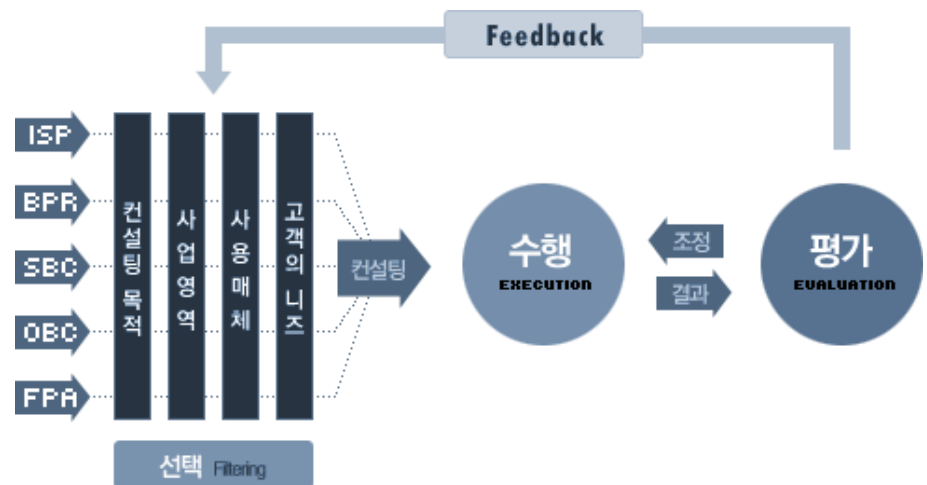 Feedback
ISP
BPR
SBC
OBC
FPA
컨설팅 목적
사업영역
사용매체
고객의 니즈
선택 Filtering
컨설팅
수행
EXECUTION
조정
결과
평가
EVALUATION